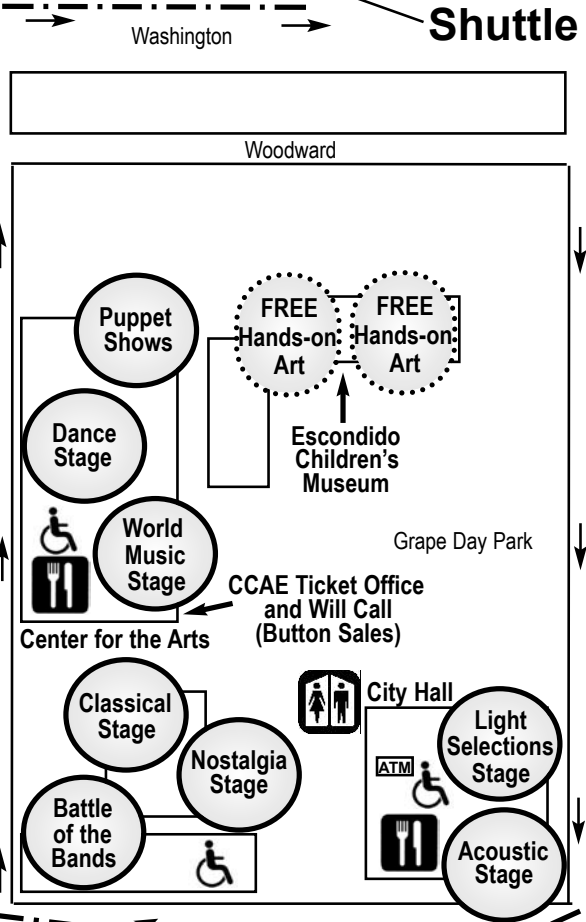 Shuttle
Washington
Woodward
Puppet
Shows
FREE
Hands-on
Art
FREE
Hands-on
Art
Dance
Stage
Escondido
Children's
Museum
World
Music
Stage
Grape Day Park
CCAE Ticket Office
and Will Call
(Button Sales)
Center for the Arts
Classical
Stage
City Hall
Light
Selections
Stage
Nostalgia
Stage
ATM
Battle
of the
Bands
Acoustic
Stage